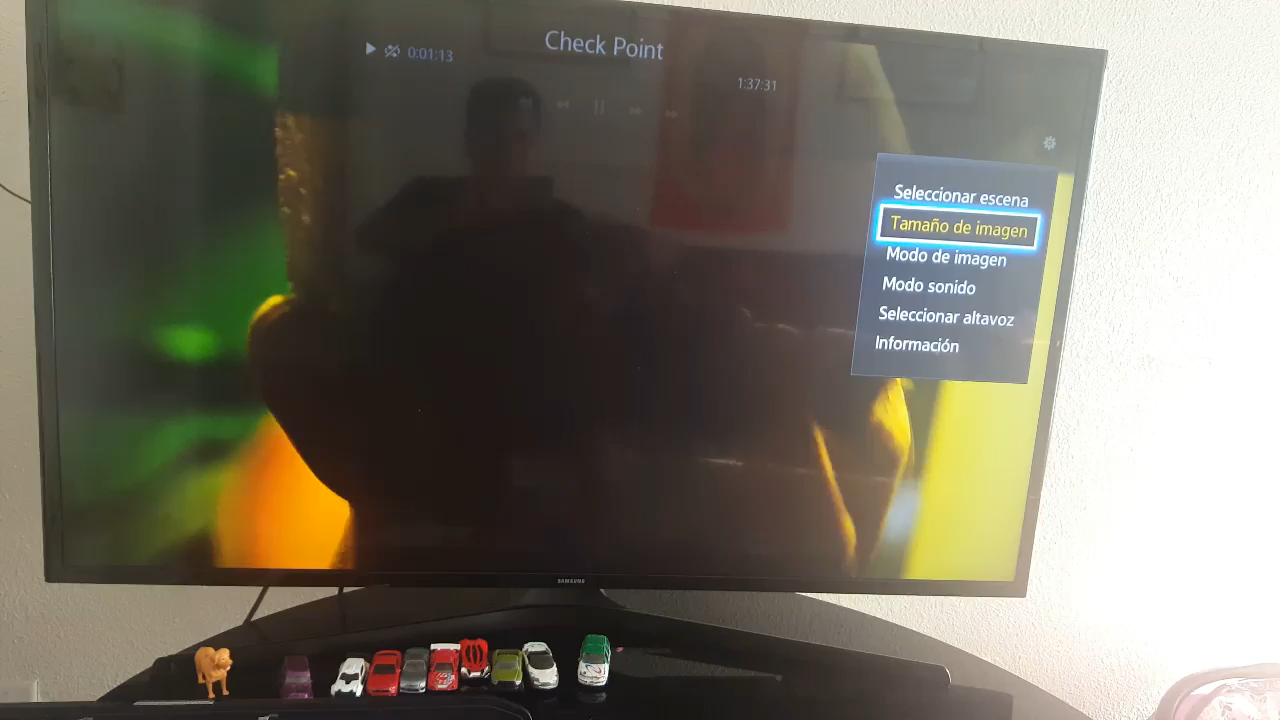 Check Point
0:01:13
1:37:31
Seleccionar escena
Tamaño de imagen
Modo de imagen
Modo sonido
Seleccionar altavoz
Información
SAMSUNG